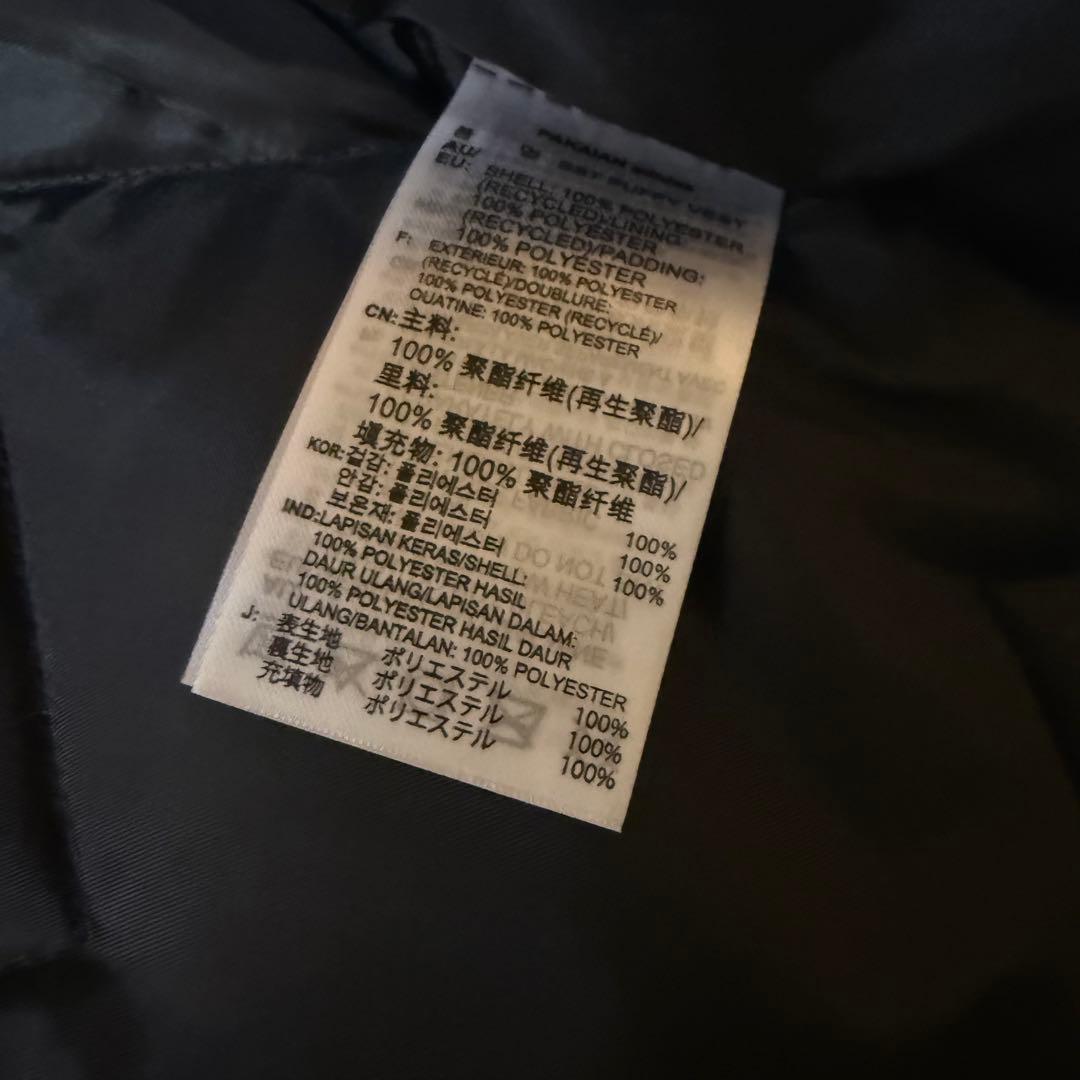 PAKAIAN
VEST
AU/
EU: SHELL: 100% POLYESTER
(RECYCLED)/LINING:
100% POLYESTER
(RECYCLED)/PADDING:
100% POLYESTER
F: EXTÉRIEUR: 100% POLYESTER
(RECYCLÉ)/DOUBLURE:
100% POLYESTER (RECYCLÉ)/
OUATINE: 100% POLYESTER
CN: 主料:
100% 聚酯纤维(再生聚酯)/
里料:
100% 聚酯纤维(再生聚酯)/
填充物: 100% 聚酯纤维
KOR: 겉감: 폴리에스터 100%
안감: 폴리에스터 100%
보온재: 폴리에스터 100%
IND:LAPISAN KERAS/SHELL:
100% POLYESTER HASIL
DAUR ULANG/LAPISAN DALAM:
100% POLYESTER HASIL DAUR
ULANG/BANTALAN: 100% POLYESTER
J: 表生地 ポリエステル 100%
裏生地 ポリエステル 100%
充填物 ポリエステル 100%